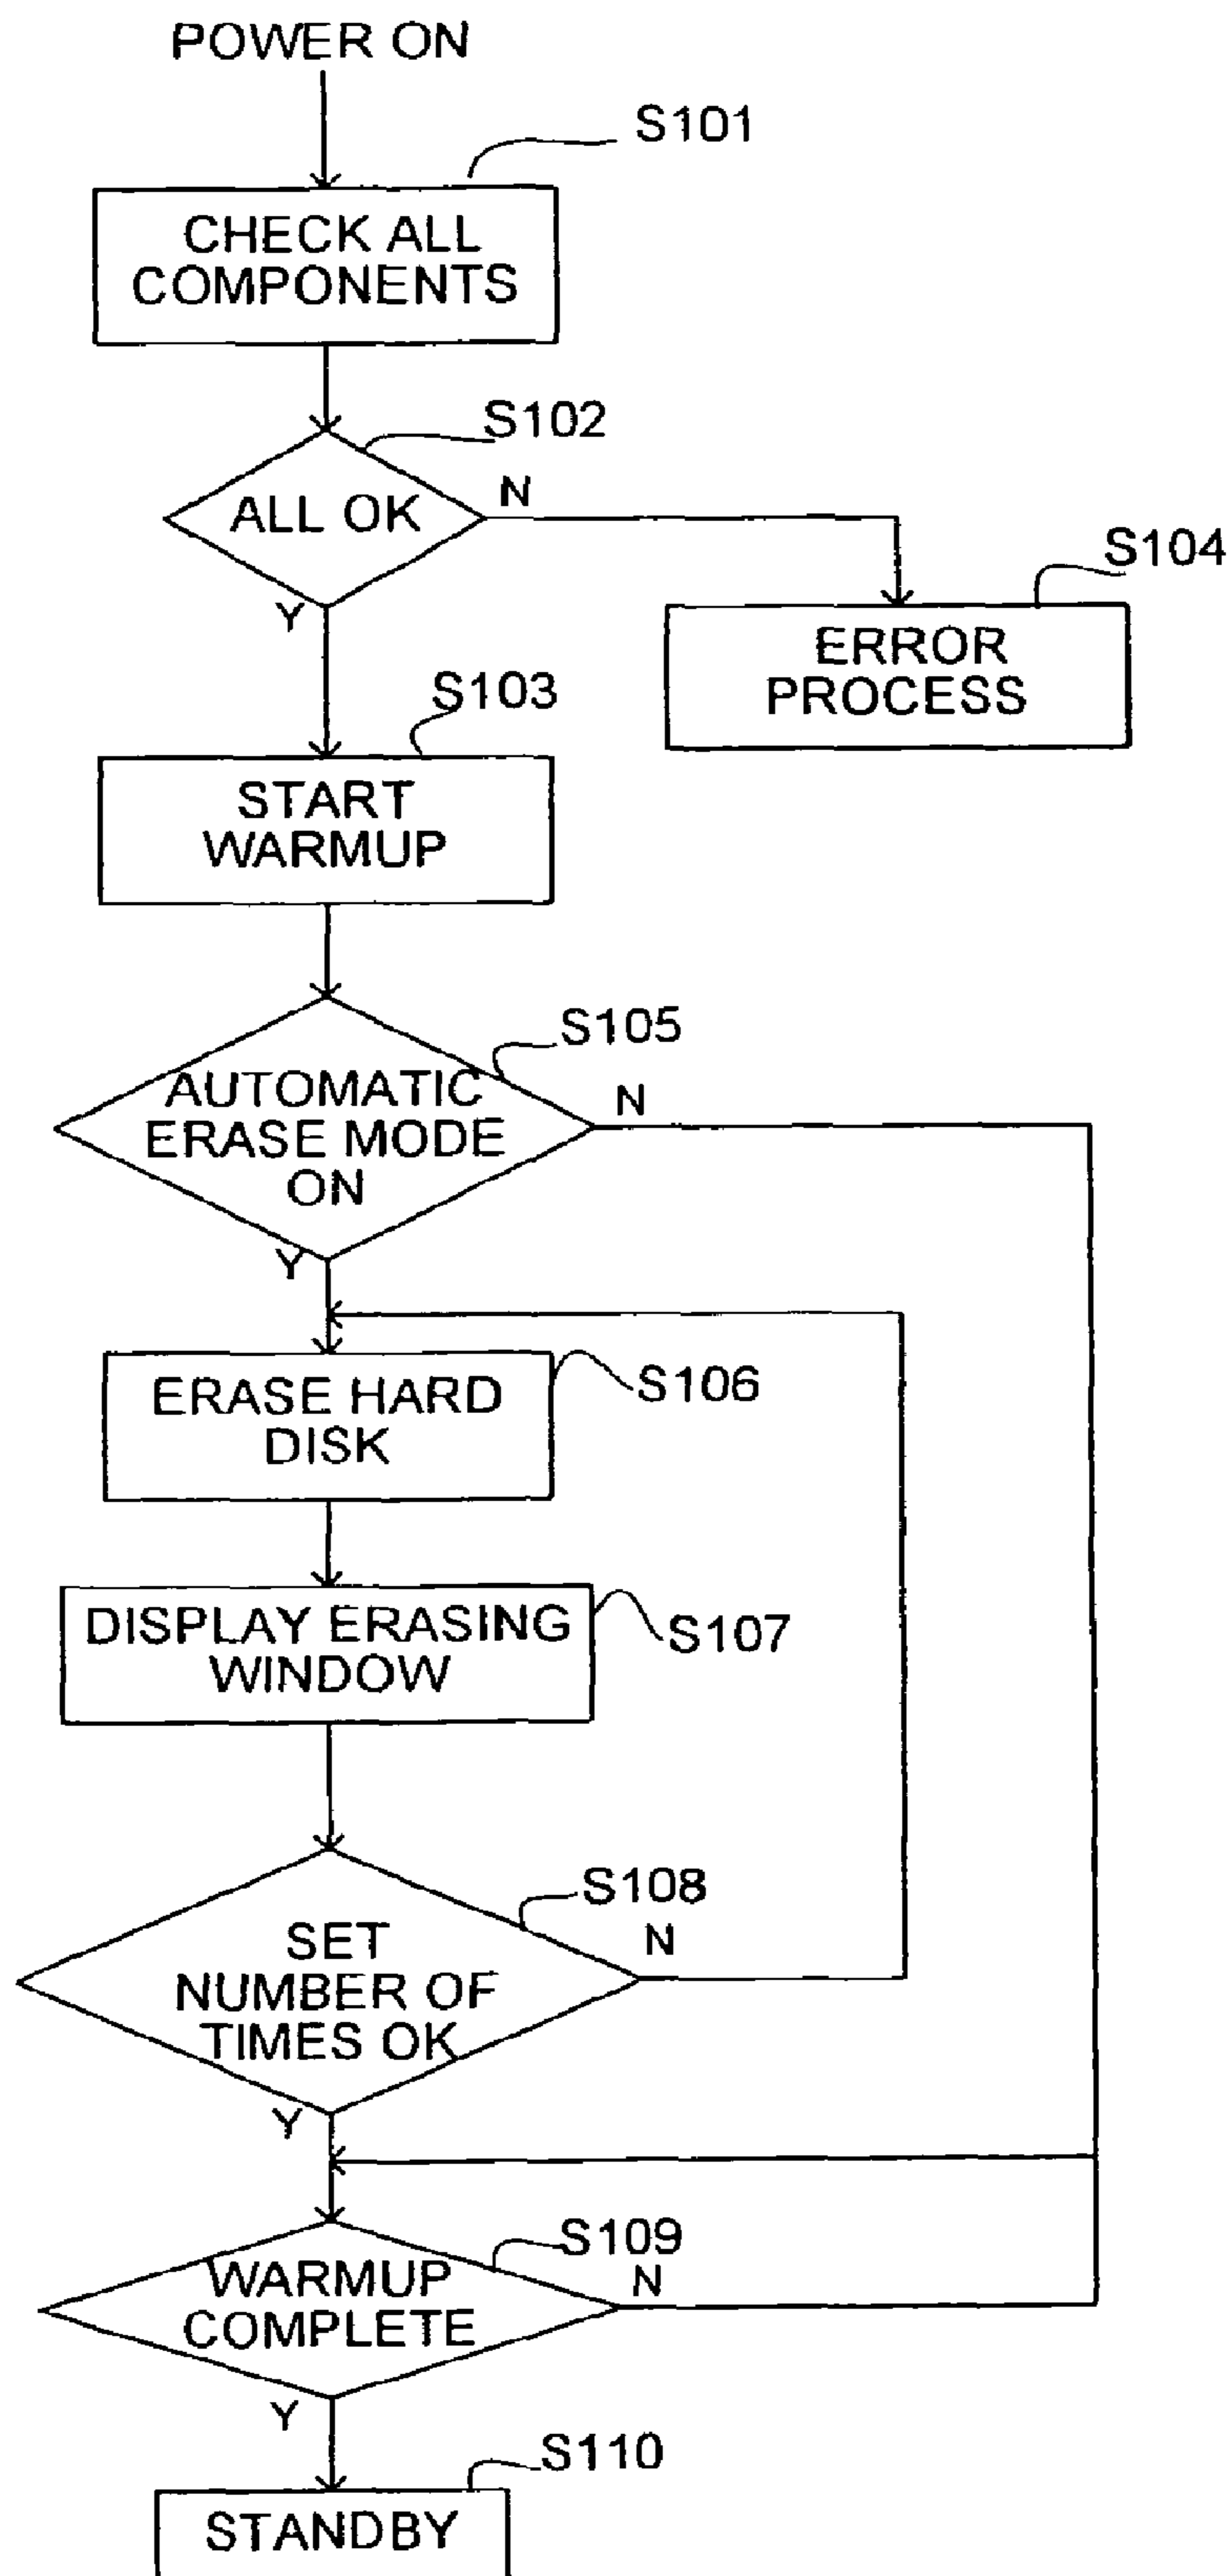 POWER ON
S101
CHECK ALL
COMPONENTS
S102
ALL OK
N
Y
S104
ERROR
PROCESS
S103
START
WARMUP
S105
AUTOMATIC
ERASE MODE
ON
N
Y
S106
ERASE HARD
DISK
S107
DISPLAY ERASING
WINDOW
S108
SET
NUMBER OF
TIMES OK
N
Y
S109
WARMUP
COMPLETE
N
Y
S110
STANDBY